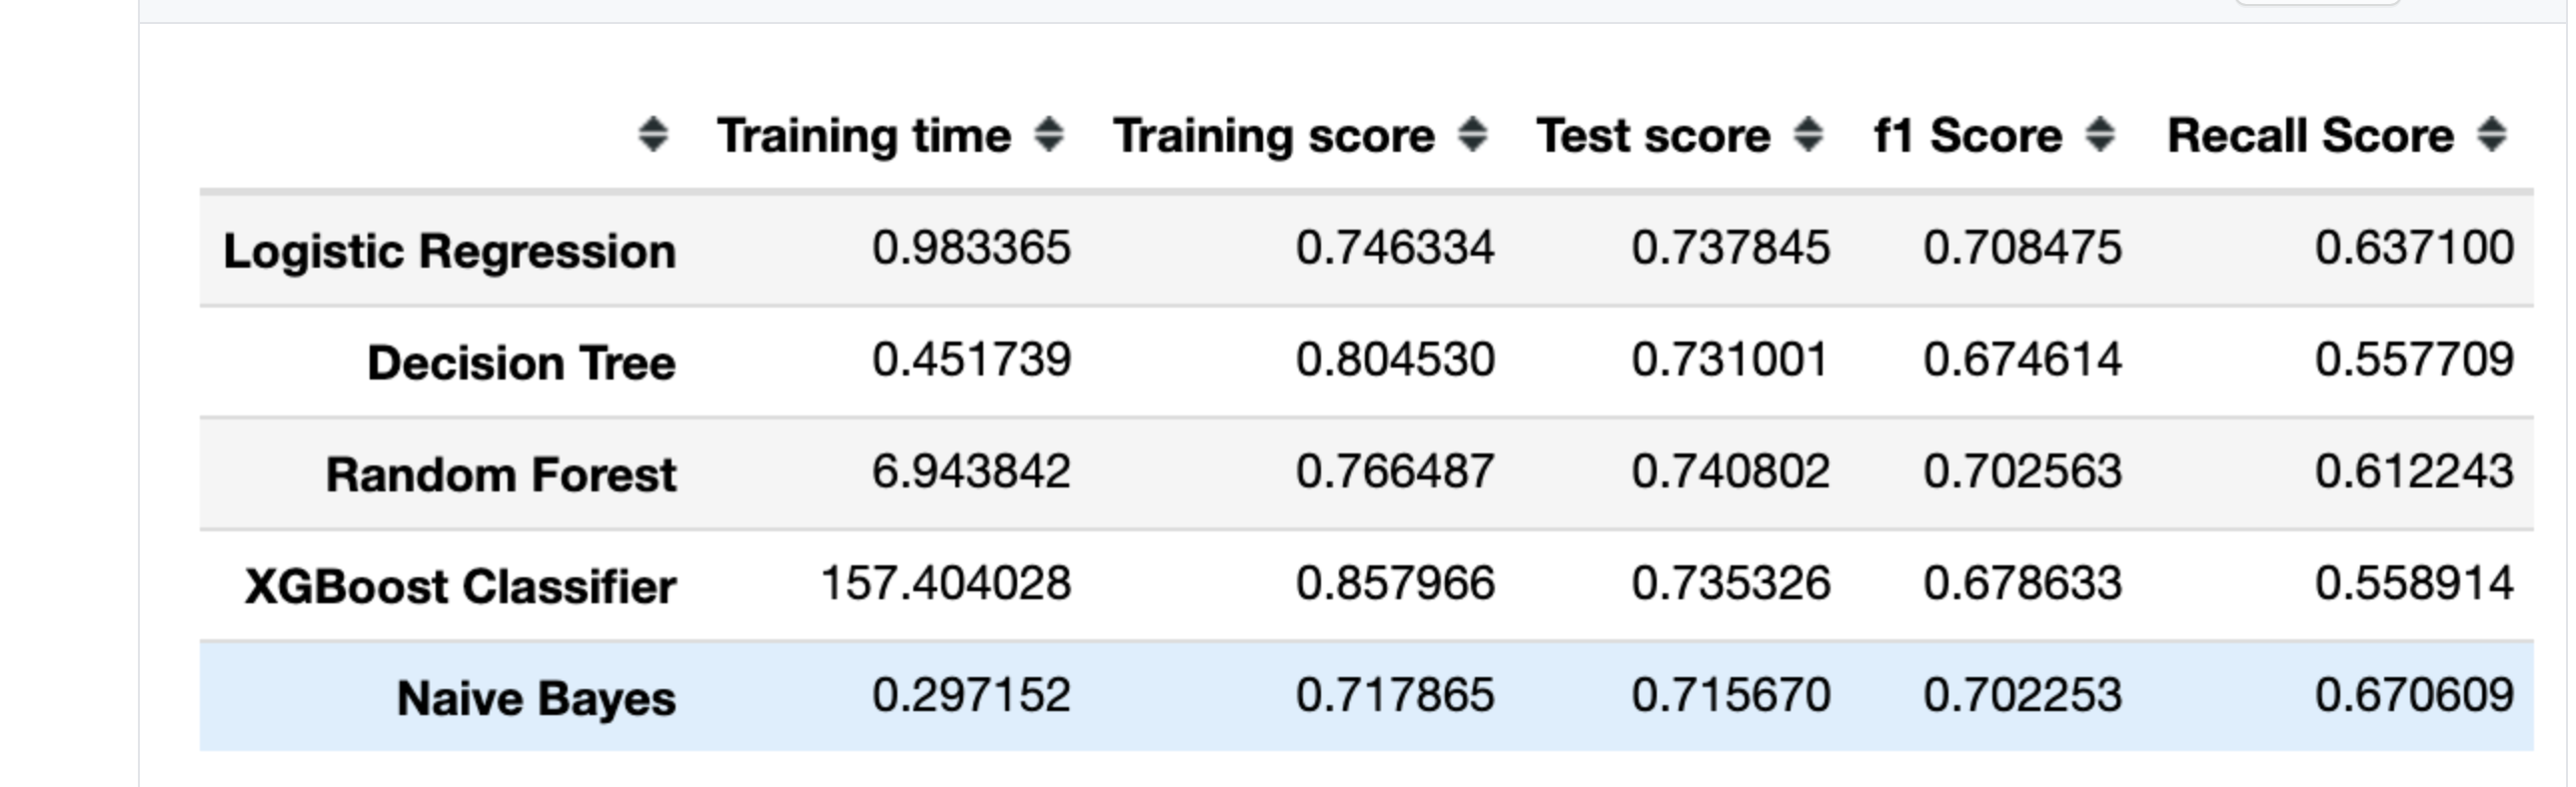 Training time Training score Test score f1 Score Recall Score
Logistic Regression 0.983365 0.746334 0.737845 0.708475 0.637100
Decision Tree 0.451739 0.804530 0.731001 0.674614 0.557709
Random Forest 6.943842 0.766487 0.740802 0.702563 0.612243
XGBoost Classifier 157.404028 0.857966 0.735326 0.678633 0.558914
Naive Bayes 0.297152 0.717865 0.715670 0.702253 0.670609